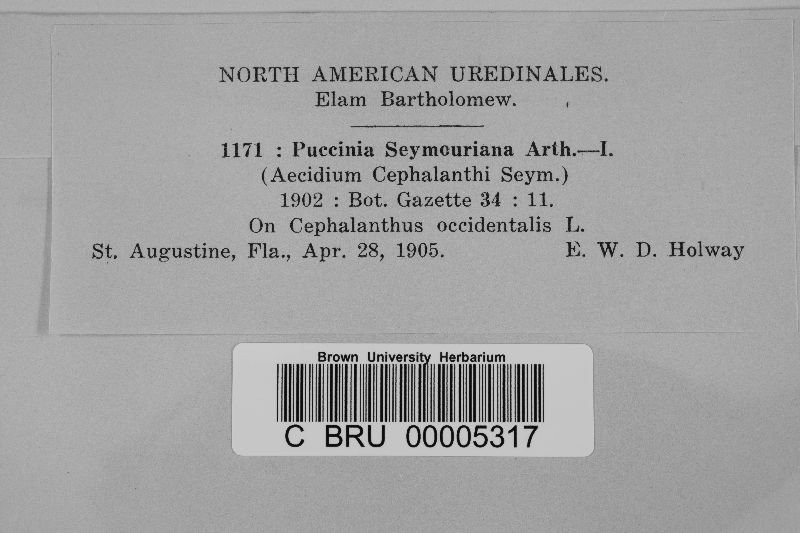 NORTH AMERICAN UREDINALES.
Elam Bartholomew.
1171 : Puccinia Seymouriana Arth.—I.
(Aecidium Cephalanthi Seym.)
1902 : Bot. Gazette 34 : 11.
On Cephalanthus occidentalis L.
St. Augustine, Fla., Apr. 28, 1905. E. W. D. Holway
Brown University Herbarium
C BRU 00005317